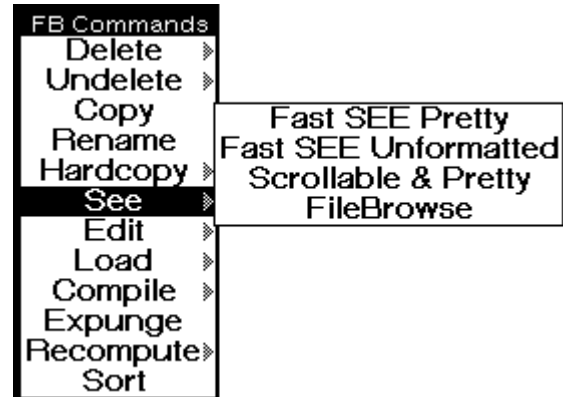 FB Commands
Delete
Undelete
Copy
Rename
Hardcopy
See
Edit
Load
Compile
Expunge
Recompute
Sort
Fast SEE Pretty
Fast SEE Unformatted
Scrollable & Pretty
FileBrowse